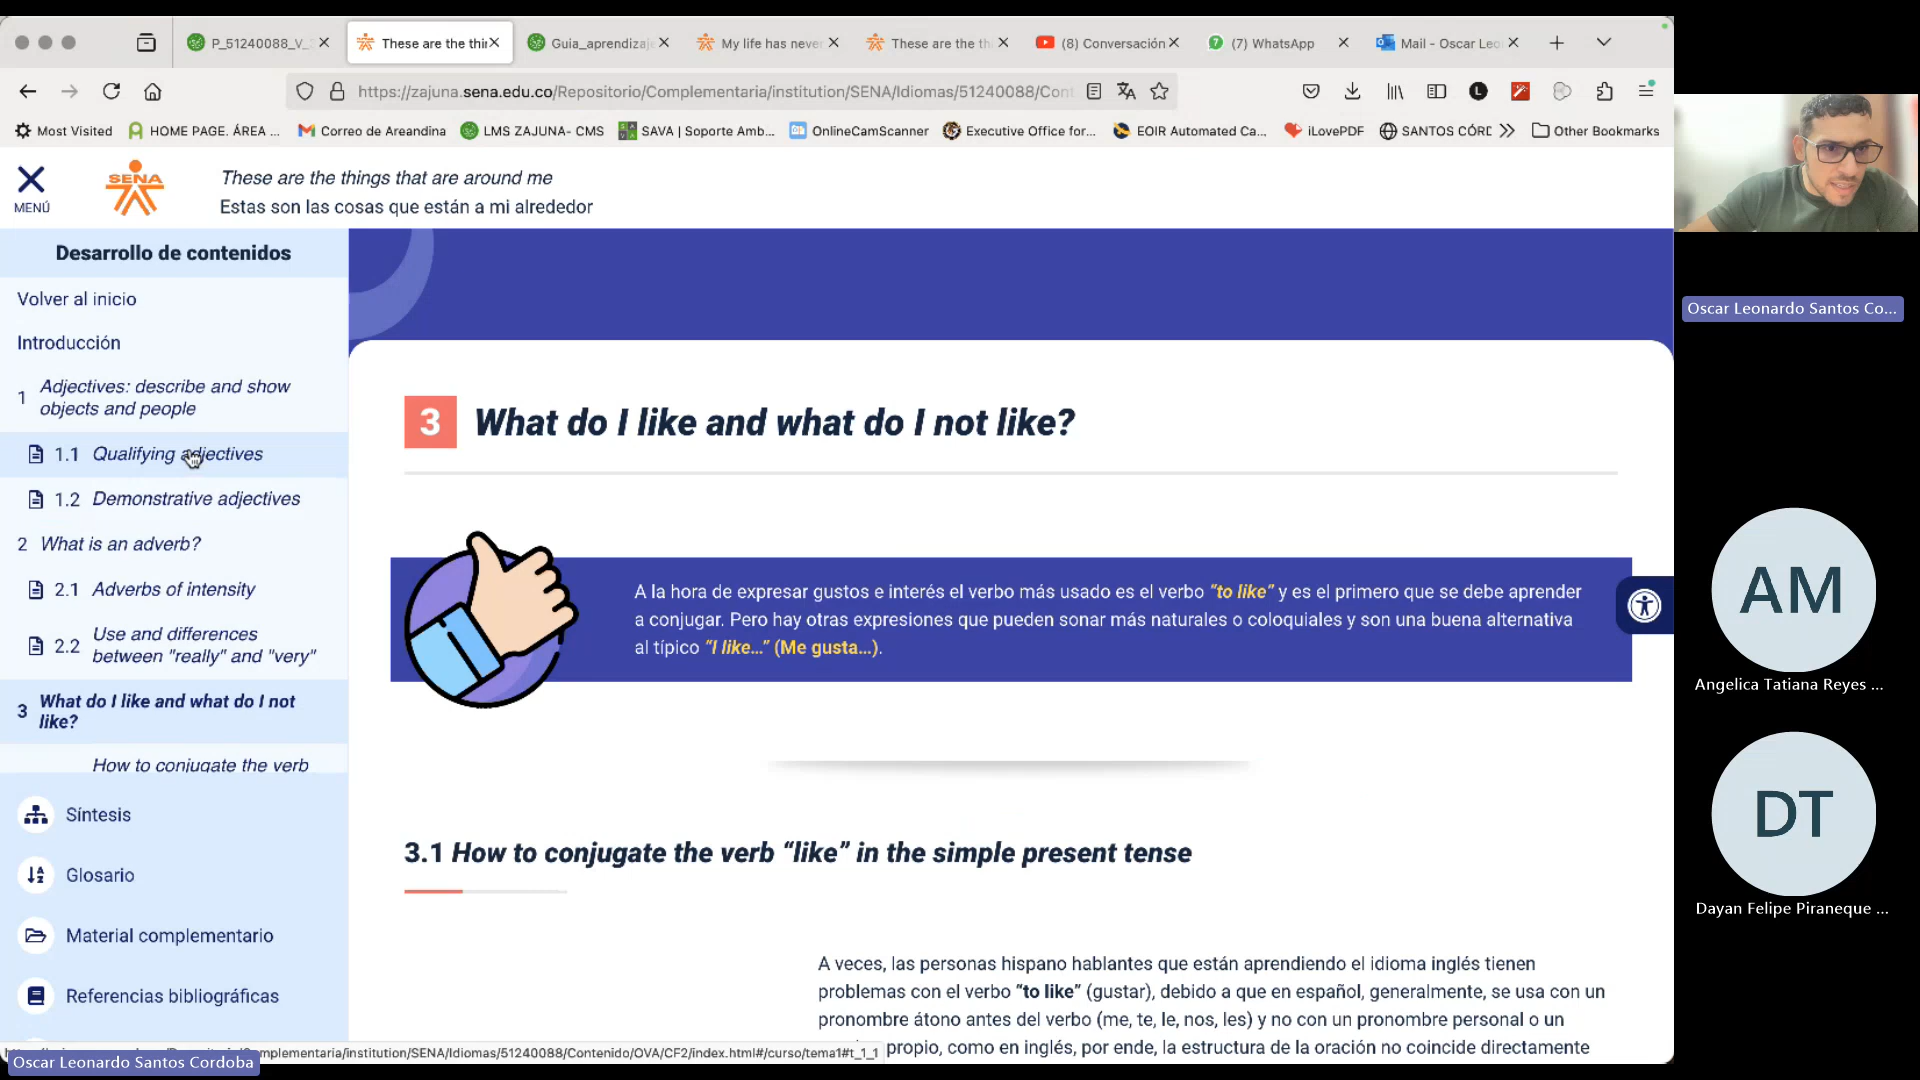 P_51240088_V_
These are the thin
Guia_aprendizaj
My life has never
These are the th
(8) Conversación
(7) WhatsApp
Mail - Oscar Leo
https://zajuna.sena.edu.co/Repositorio/Complementaria/institution/SENA/Idiomas/51240088/Cont
Most Visited
HOME PAGE. ÁREA ...
Correo de Areandina
LMS ZAJUNA- CMS
SAVA | Soporte Amb...
OnlineCamScanner
Executive Office for...
EOIR Automated Ca...
iLovePDF
SANTOS CÓRD
Other Bookmarks
MENÚ
SENA
These are the things that are around me
Estas son las cosas que están a mi alrededor
Desarrollo de contenidos
Volver al inicio
Introducción
1 Adjectives: describe and show
objects and people
1.1 Qualifying adjectives
1.2 Demonstrative adjectives
2 What is an adverb?
2.1 Adverbs of intensity
2.2 Use and differences
between "really" and "very"
3 What do I like and what do I not
like?
How to conjugate the verb
Síntesis
Glosario
Material complementario
Referencias bibliográficas
3 What do I like and what do I not like?
A la hora de expresar gustos e interés el verbo más usado es el verbo "to like" y es el primero que se debe aprender
a conjugar. Pero hay otras expresiones que pueden sonar más naturales o coloquiales y son una buena alternativa
al típico "I like..." (Me gusta...).
3.1 How to conjugate the verb "like" in the simple present tense
A veces, las personas hispano hablantes que están aprendiendo el idioma inglés tienen
problemas con el verbo "to like" (gustar), debido a que en español, generalmente, se usa con un
pronombre átono antes del verbo (me, te, le, nos, les) y no con un pronombre personal o un
propio, como en inglés, por ende, la estructura de la oración no coincide directamente
omplementaria/institution/SENA/Idiomas/51240088/Contenido/OVA/CF2/index.html#/curso/tema1#t_1_1
Oscar Leonardo Santos Cordoba
Oscar Leonardo Santos Co...
AM
Angelica Tatiana Reyes ...
DT
Dayan Felipe Piraneque ...